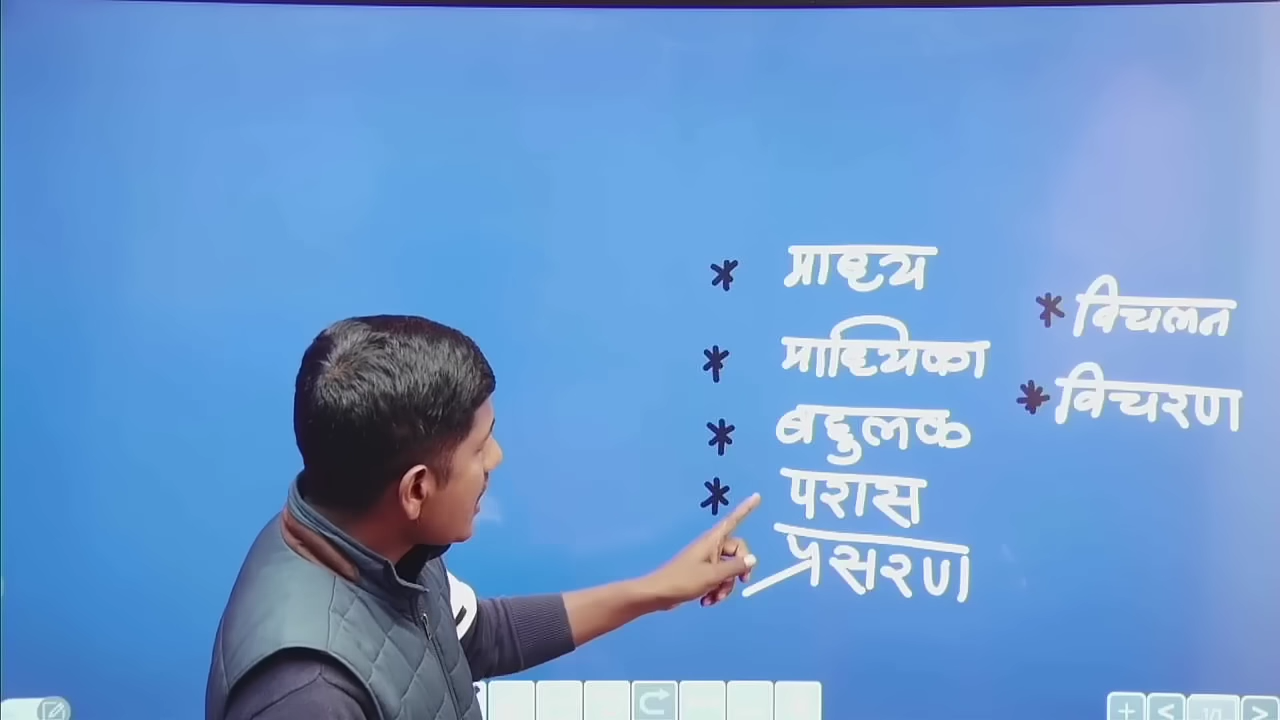 * माध्य
* माध्यिका
* बहुलक
* परास
प्रसरण
* विचलन
* विचरण